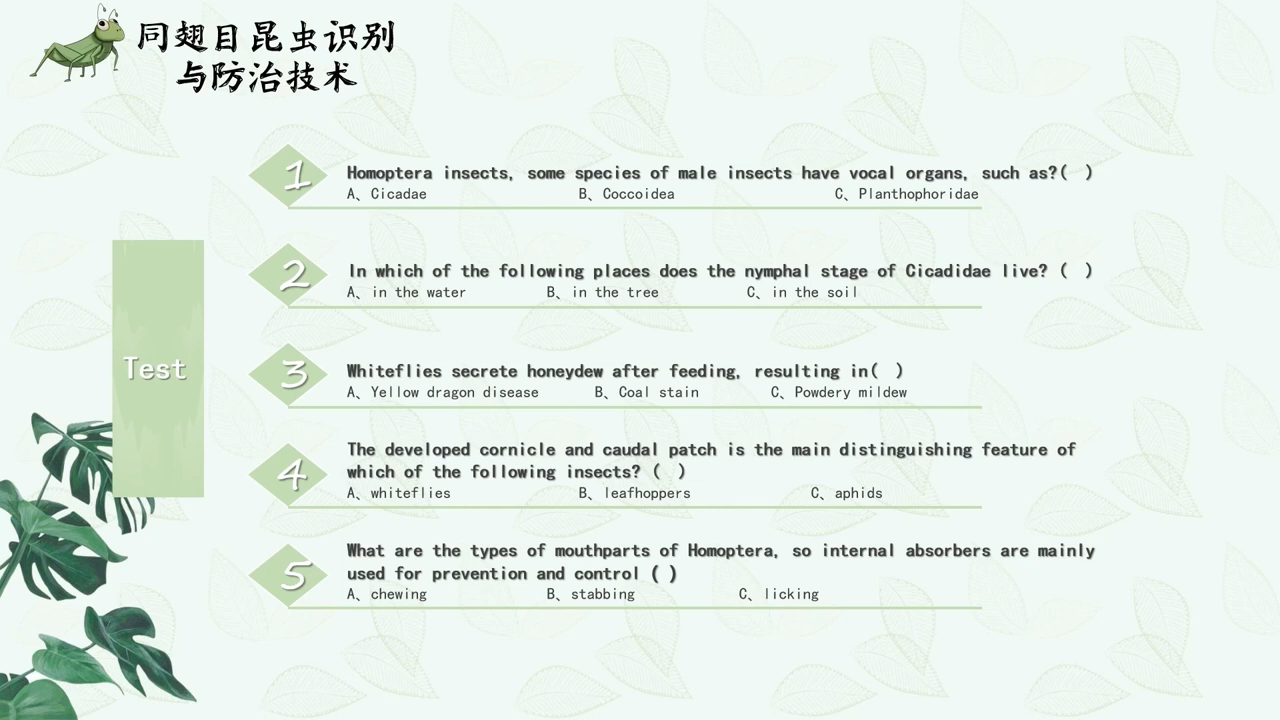 同翅目昆虫识别
与防治技术
Test
1
Homoptera insects, some species of male insects have vocal organs, such as?( )
A、Cicadae B、Coccoidea C、Planthophoridae
2
In which of the following places does the nymphal stage of Cicadidae live? ( )
A、in the water B、in the tree C、in the soil
3
Whiteflies secrete honeydew after feeding, resulting in( )
A、Yellow dragon disease B、Coal stain C、Powdery mildew
4
The developed cornicle and caudal patch is the main distinguishing feature of
which of the following insects? ( )
A、whiteflies B、leafhoppers C、aphids
5
What are the types of mouthparts of Homoptera, so internal absorbers are mainly
used for prevention and control ( )
A、chewing B、stabbing C、licking